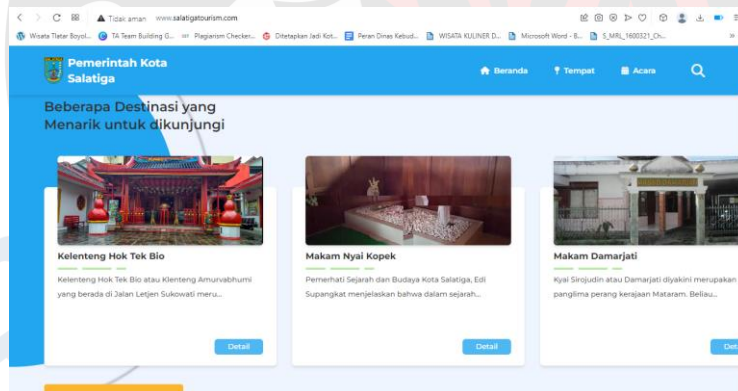 Tidak aman www.salatigatourism.com
Wisata Tlatar Boyol... TA Team Building G... Plagiarism Checker... Ditetapkan Jadi Kot... Peran Dinas Kebud... WISATA KULINER D... Microsoft Word - B... S_MRL_1600321_Ch...
Pemerintah Kota
Salatiga
Beranda Tempat Acara
Beberapa Destinasi yang
Menarik untuk dikunjungi
Kelenteng Hok Tek Bio
Kelenteng Hok Tek Bio atau Klenteng Amurvabhumi
yang berada di Jalan Letjen Sukowati meru...
Detail
Makam Nyai Kopek
Pemerhati Sejarah dan Budaya Kota Salatiga, Edi
Supangkat menjelaskan bahwa dalam sejarah...
Detail
Makam Damarjati
Kyai Sirojudin atau Damarjati diyakini merupakan
panglima perang kerajaan Mataram. Beliau...
Det